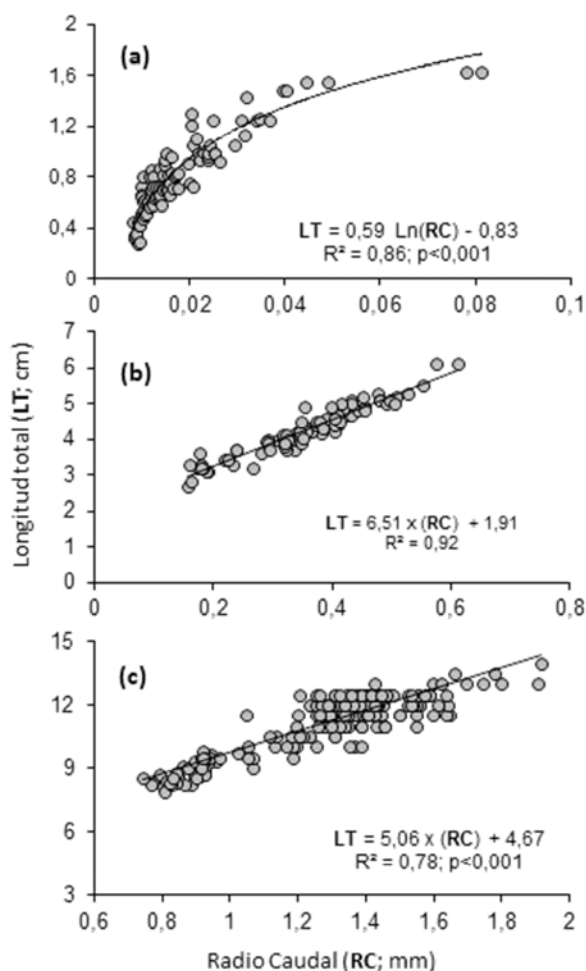 2
1,6
1,2
0,8
0,4
0
(a)
LT = 0,59 Ln(RC) - 0,83
R² = 0,86; p<0,001
0 0,02 0,04 0,06 0,08 0,1
Longitud total (LT; cm)
7
6
5
4
3
2
1
0
(b)
LT = 6,51 x (RC) + 1,91
R² = 0,92
0 0,2 0,4 0,6 0,8
15
12
9
6
3
(c)
LT = 5,06 x (RC) + 4,67
R² = 0,78; p<0,001
0,6 0,8 1 1,2 1,4 1,6 1,8 2
Radio Caudal (RC; mm)